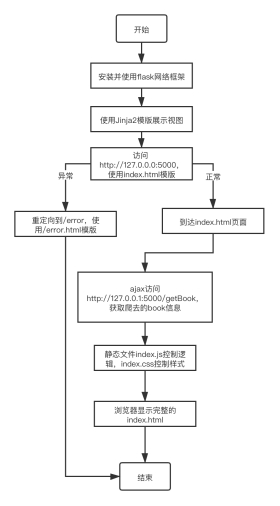 开始
安装并使用flask网络框架
使用Jinja2模版展示视图
访问
http://127.0.0.0:5000,
使用index.html模版
异常
正常
重定向到/error，使
用/error.html模版
到达index.html页面
ajax访问
http://127.0.0.1:5000/getBook,
获取爬去的book信息
静态文件index.js控制逻
辑，index.css控制样式
浏览器显示完整的
index.html
结束